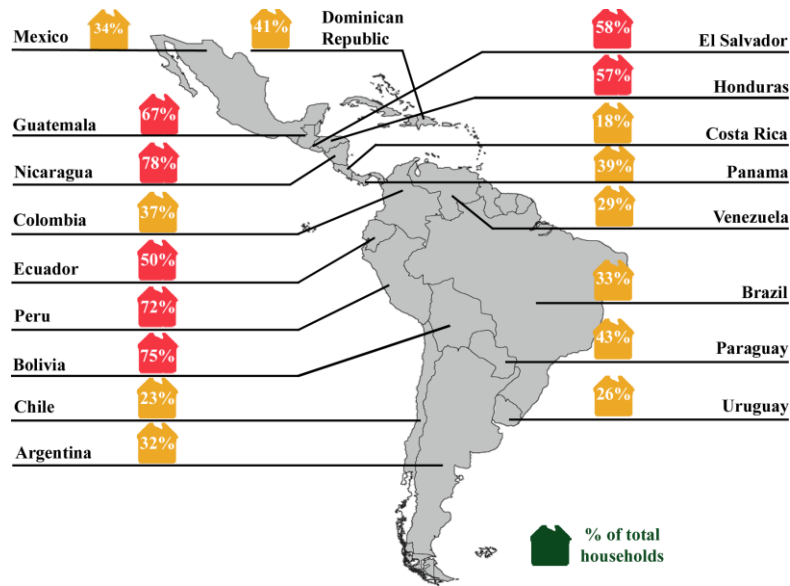 Mexico
34%
41%
Dominican
Republic
58%
El Salvador
57%
Honduras
Guatemala
67%
18%
Costa Rica
Nicaragua
78%
39%
Panama
Colombia
37%
29%
Venezuela
Ecuador
50%
33%
Brazil
Peru
72%
43%
Paraguay
Bolivia
75%
26%
Uruguay
Chile
23%
Argentina
32%
% of total
households